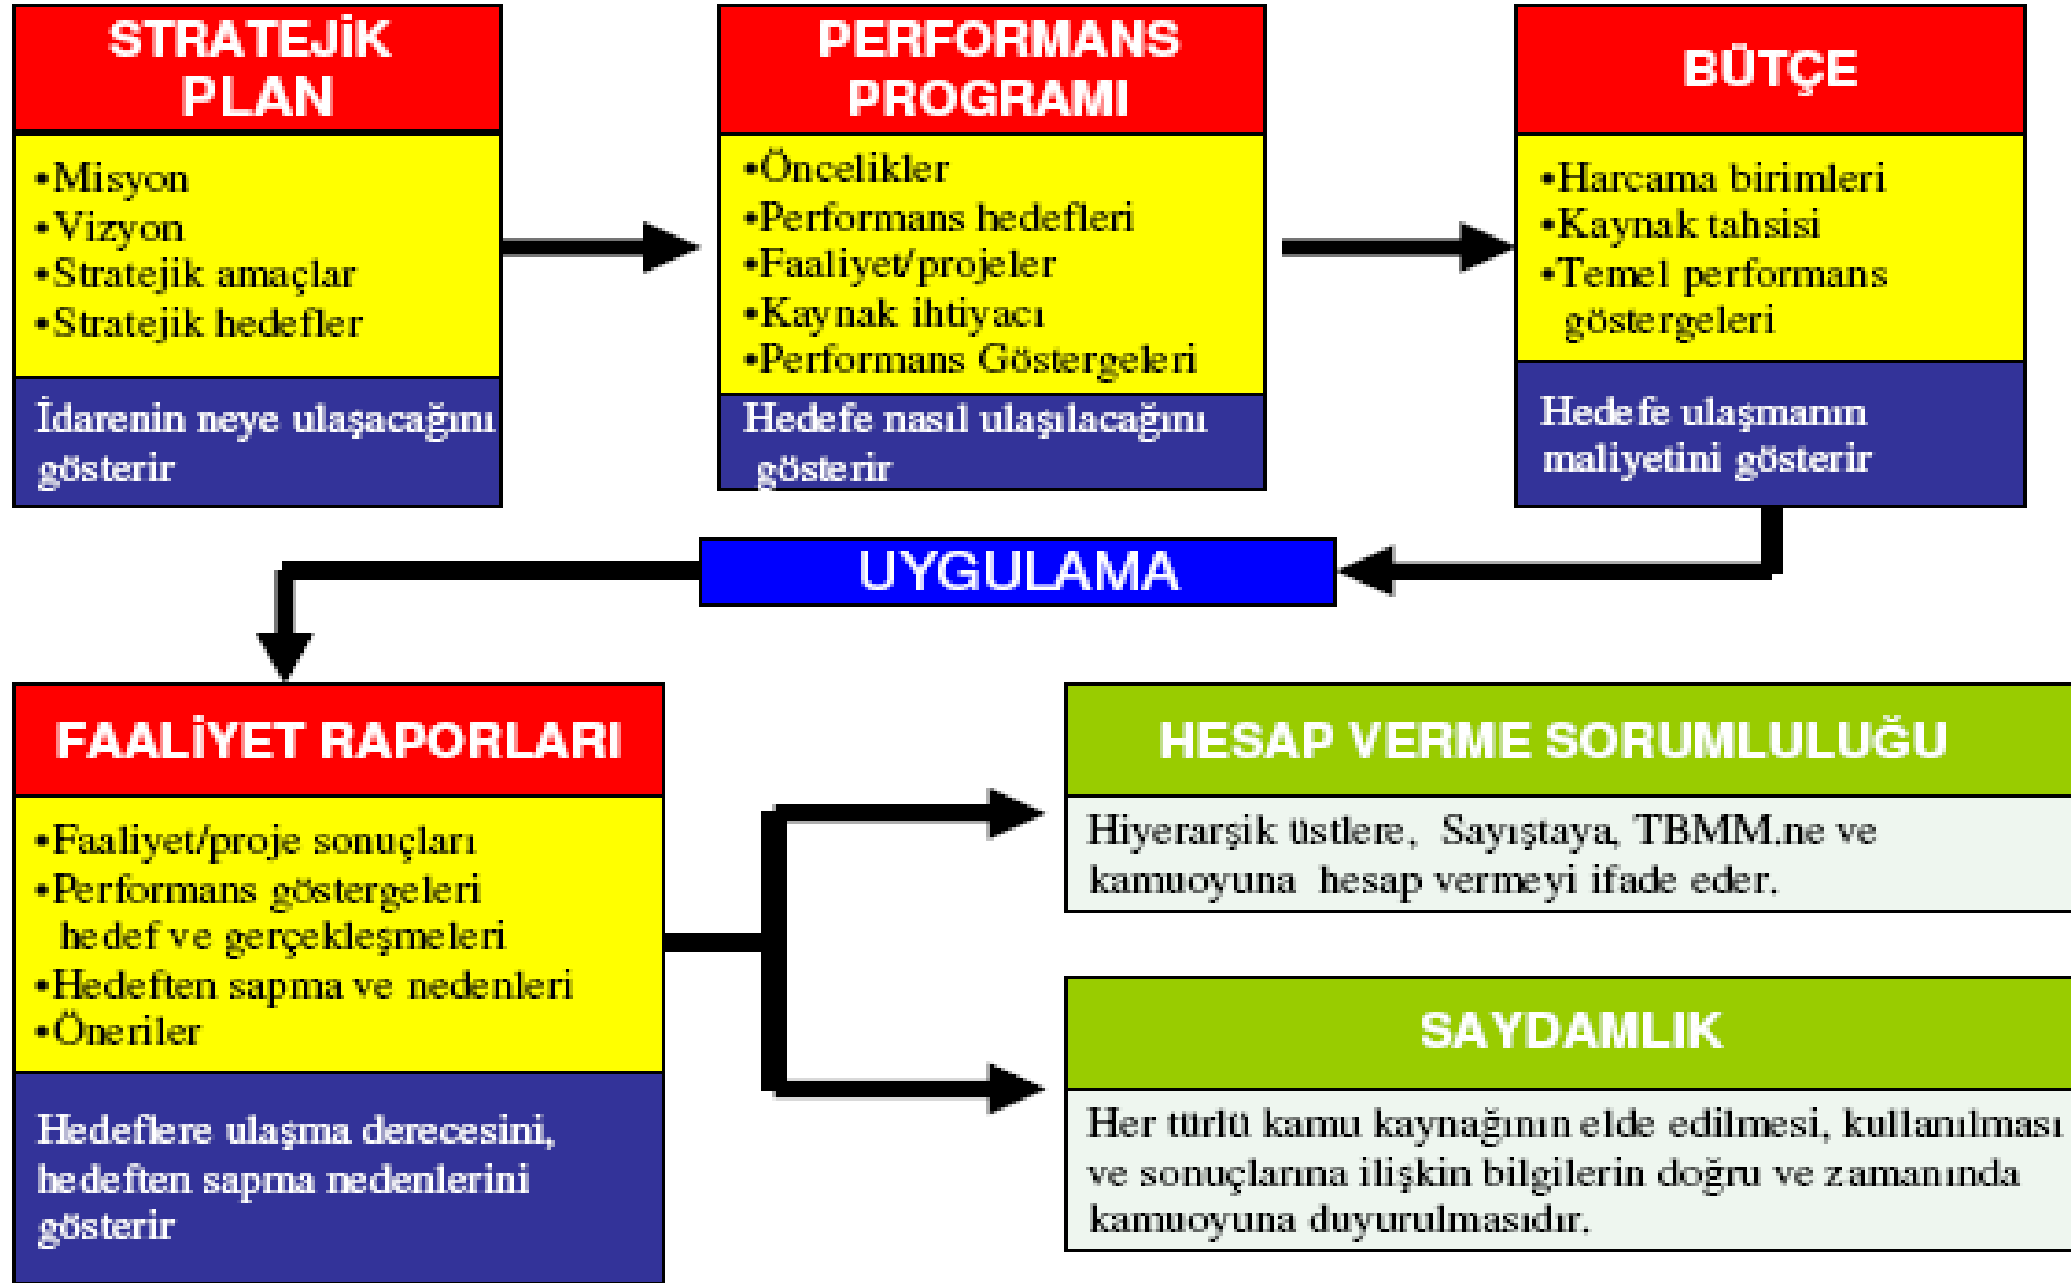 STRATEJİK
PLAN
•Misyon
•Vizyon
•Stratejik amaçlar
•Stratejik hedefler
İdarenin neye ulaşacağını
gösterir
PERFORMANS
PROGRAMI
•Öncelikler
•Performans hedefleri
•Faaliyet/projeler
•Kaynak ihtiyacı
•Performans Göstergeleri
Hedefe nasıl ulaşılacağını
gösterir
BÜTÇE
•Harcama birimleri
•Kaynak tahsisi
•Temel performans
göstergeleri
Hedefe ulaşmanın
maliyetini gösterir
UYGULAMA
FAALİYET RAPORLARI
•Faaliyet/proje sonuçları
•Performans göstergeleri
hedef ve gerçekleşmeleri
•Hedeften sapma ve nedenleri
•Öneriler
Hedeflere ulaşma derecesini,
hedeften sapma nedenlerini
gösterir
HESAP VERME SORUMLULUĞU
Hiyerarşik üstlere, Sayıştaya, TBMM.ne ve
kamuoyuna hesap vermeyi ifade eder.
SAYDAMLIK
Her türlü kamu kaynağının elde edilmesi, kullanılması
ve sonuçlarına ilişkin bilgilerin doğru ve zamanında
kamuoyuna duyurulmasıdır.